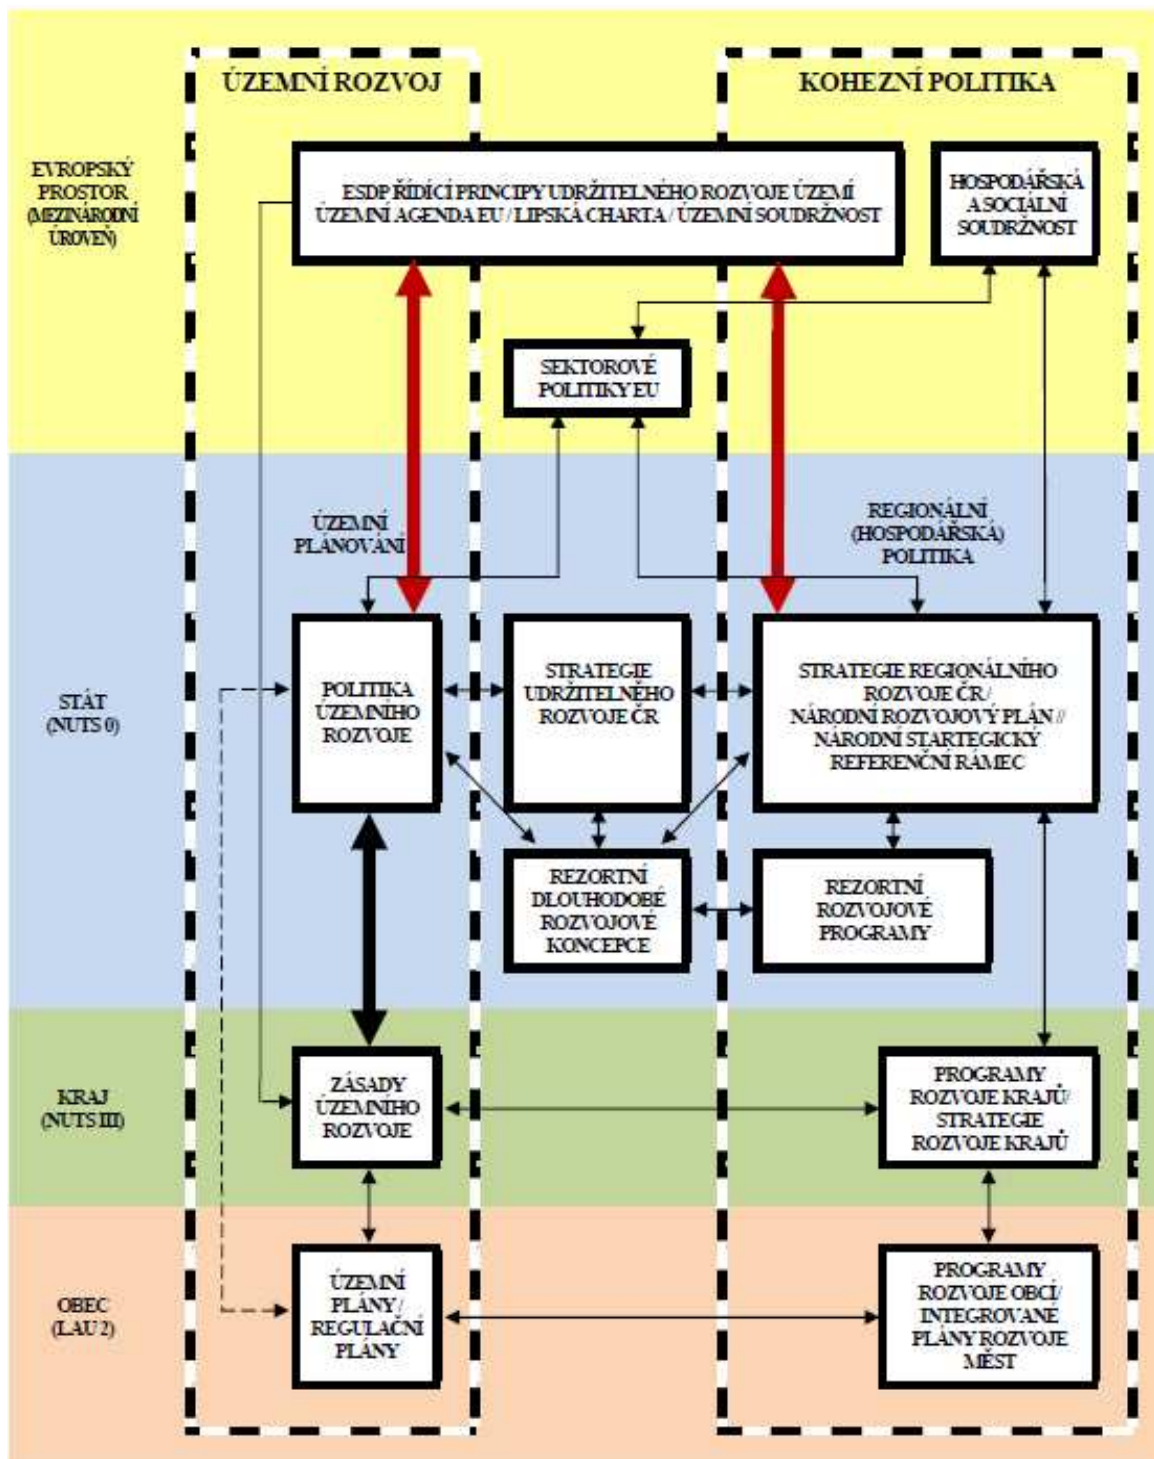 ÚZEMNÍ ROZVOJ
KOHEZNÍ POLITIKA
EVROPSKÝ
PROSTOR
(MEZINÁRODNÍ
ÚROVEŇ)
ESDP ŘÍDÍCÍ PRINCIPY UDRŽITELNÉHO ROZVOJE ÚZEMÍ
ÚZEMNÍ AGENDA EU / LIPSKÁ CHARTA / ÚZEMNÍ SOUDRŽNOST
HOSPODÁŘSKÁ
A SOCIÁLNÍ
SOUDRŽNOST
SEKTOROVÉ
POLITIKY EU
ÚZEMNÍ
PLÁNOVÁNÍ
REGIONÁLNÍ
(HOSPODÁŘSKÁ)
POLITIKA
STÁT
(NUTS 0)
POLITIKA
ÚZEMNÍHO
ROZVOJE
STRATEGIE
UDRŽITELNÉHO
ROZVOJE ČR
STRATEGIE REGIONÁLNÍHO
ROZVOJE ČR /
NÁRODNÍ ROZVOJOVÝ PLÁN //
NÁRODNÍ STARTEGICKÝ
REFERENČNÍ RÁMEC
REZORTNÍ
DLOUHODOBÉ
ROZVOJOVÉ
KONCEPCE
REZORTNÍ
ROZVOJOVÉ
PROGRAMY
KRAJ
(NUTS III)
ZÁSADY
ÚZEMNÍHO
ROZVOJE
PROGRAMY
ROZVOJE KRAJŮ/
STRATEGIE
ROZVOJE KRAJŮ
OBEC
(LAU 2)
ÚZEMNÍ
PLÁNY /
REGULAČNÍ
PLÁNY
PROGRAMY
ROZVOJE OBCÍ/
INTEGROVANÉ
PLÁNY ROZVOJE
MĚST